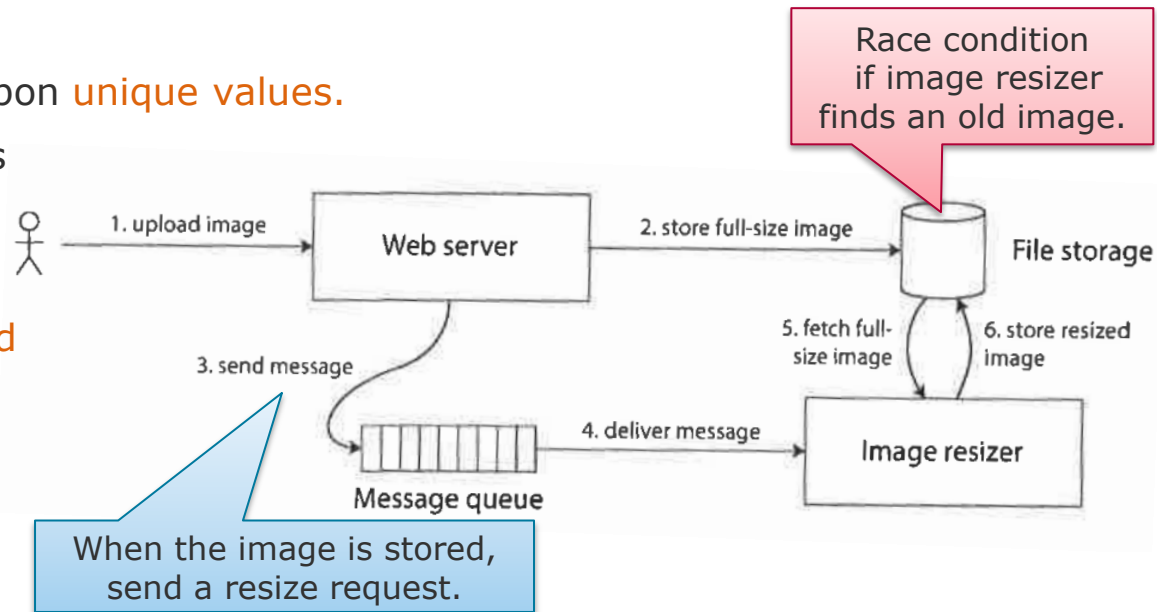 Race condition
if image resizer
finds an old image.
unique values.
1. upload image
Web server
2. store full-size image
File storage
3. send message
5. fetch full-
size image
6. store resized
image
4. deliver message
Image resizer
Message queue
When the image is stored,
send a resize request.